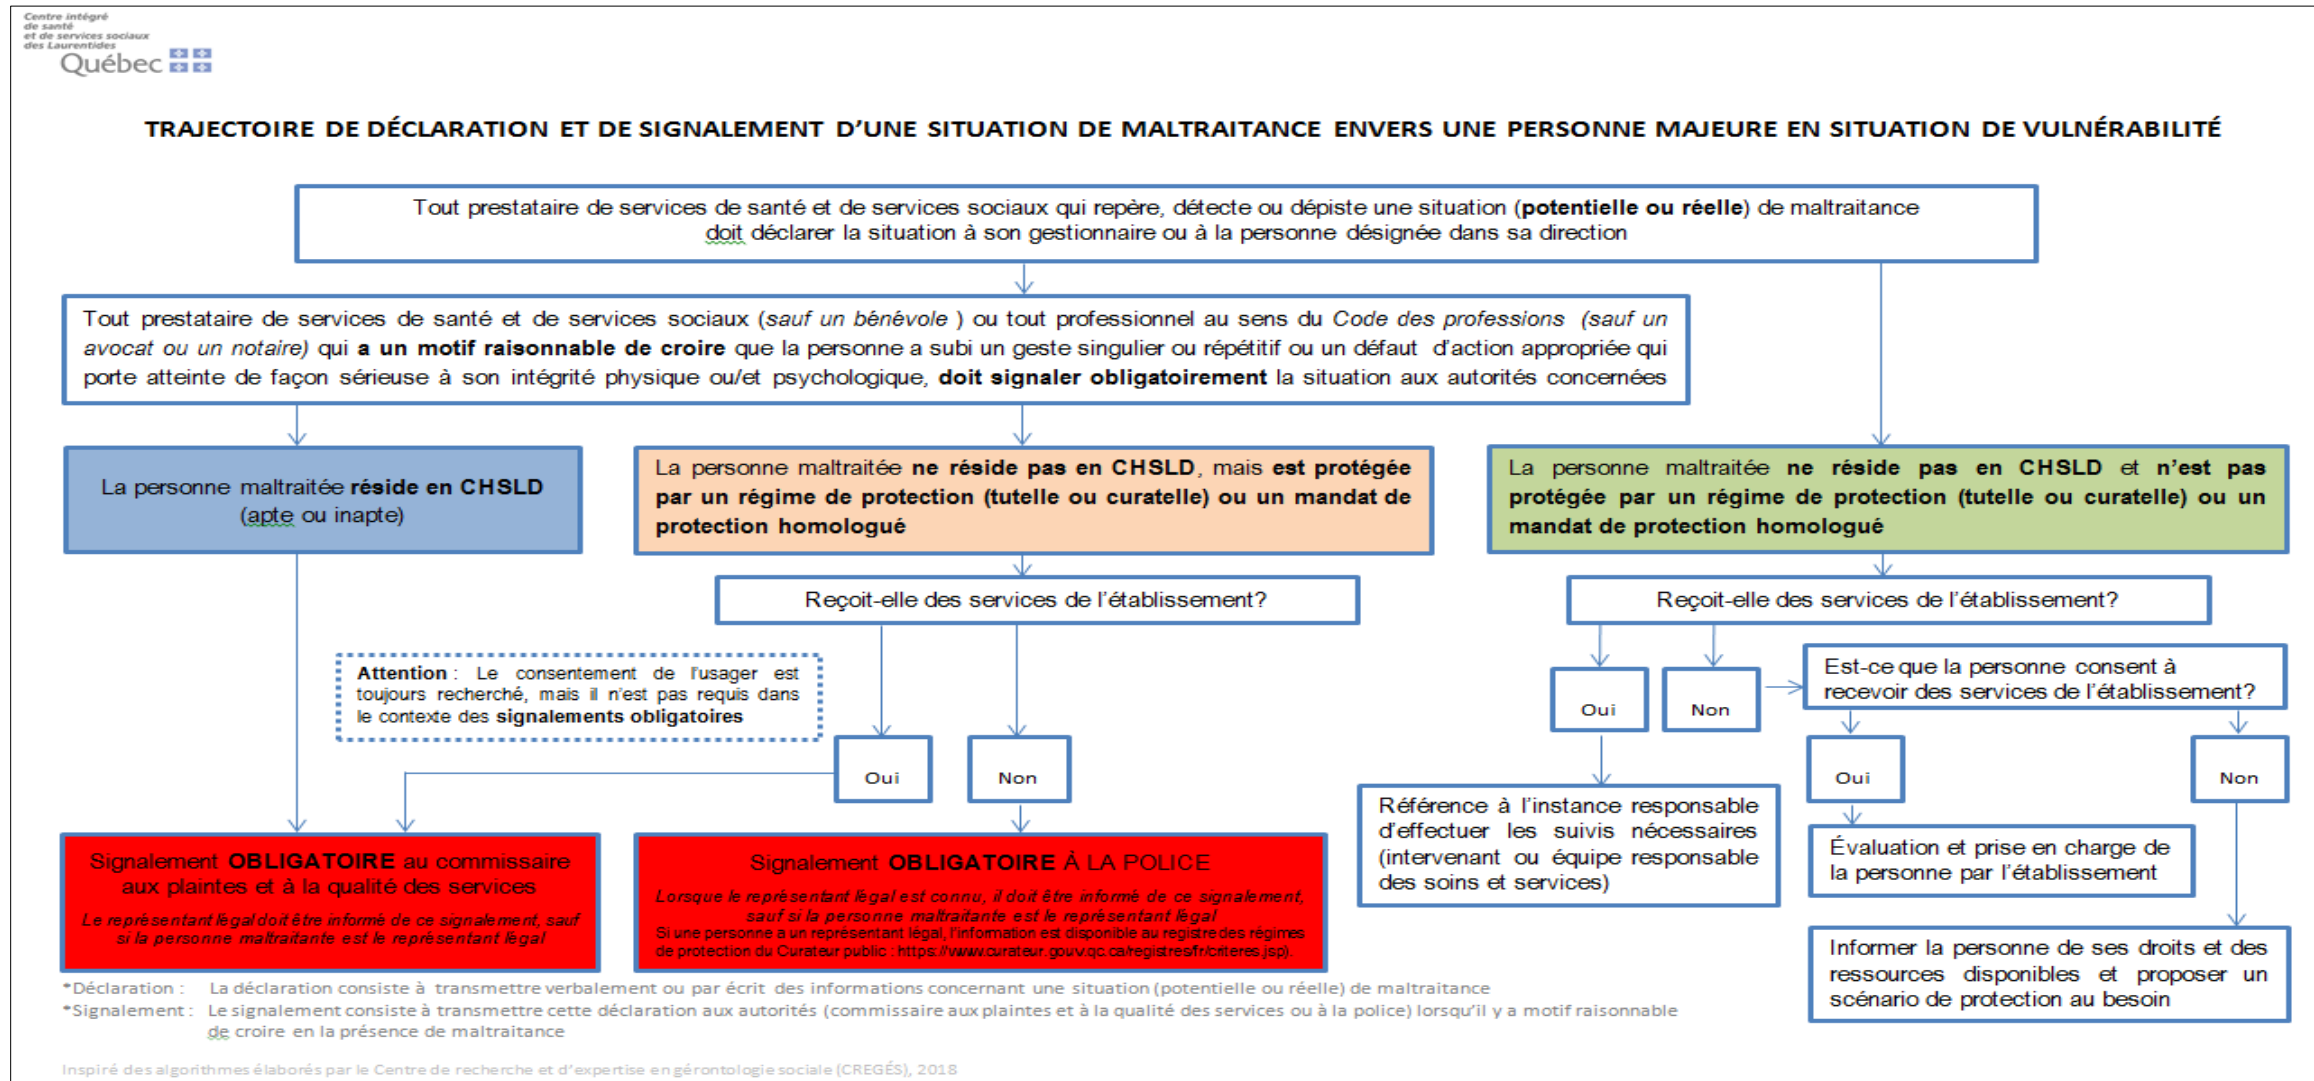 Centre intégré
de santé
et de services sociaux
des Laurentides
Québec
TRAJECTOIRE DE DÉCLARATION ET DE SIGNALEMENT D'UNE SITUATION DE MALTRAITANCE ENVERS UNE PERSONNE MAJEURE EN SITUATION DE VULNÉRABILITÉ
Tout prestataire de services de santé et de services sociaux qui repère, détecte ou dépiste une situation (potentielle ou réelle) de maltraitance
doit déclarer la situation à son gestionnaire ou à la personne désignée dans sa direction
Tout prestataire de services de santé et de services sociaux (sauf un bénévole ) ou tout professionnel au sens du Code des professions (sauf un
avocat ou un notaire) qui a un motif raisonnable de croire que la personne a subi un geste singulier ou répétitif ou un défaut d'action appropriée qui
porte atteinte de façon sérieuse à son intégrité physique ou/et psychologique, doit signaler obligatoirement la situation aux autorités concernées
La personne maltraitée réside en CHSLD
(apte ou inapte)
La personne maltraitée ne réside pas en CHSLD, mais est protégée
par un régime de protection (tutelle ou curatelle) ou un mandat de
protection homologué
La personne maltraitée ne réside pas en CHSLD et n'est pas
protégée par un régime de protection (tutelle ou curatelle) ou un
mandat de protection homologué
Reçoit-elle des services de l'établissement?
Reçoit-elle des services de l'établissement?
Attention : Le consentement de l'usager est
toujours recherché, mais il n'est pas requis dans
le contexte des signalements obligatoires
Oui
Non
Oui
Non
Est-ce que la personne consent à
recevoir des services de l'établissement?
Oui
Non
Signalement OBLIGATOIRE au commissaire
aux plaintes et à la qualité des services
Le représentant légal doit être informé de ce signalement, sauf
si la personne maltraitante est le représentant légal
Signalement OBLIGATOIRE À LA POLICE
Lorsque le représentant légal est connu, il doit être informé de ce signalement,
sauf si la personne maltraitante est le représentant légal
Si une personne a un représentant légal, l'information est disponible au registre des régimes
de protection du Curateur public : https://www.curateur.gouv.qc.ca/registres/fr/criteres.jsp).
Référence à l'instance responsable
d'effectuer les suivis nécessaires
(intervenant ou équipe responsable
des soins et services)
Évaluation et prise en charge de
la personne par l'établissement
Informer la personne de ses droits et des
ressources disponibles et proposer un
scénario de protection au besoin
*Déclaration : La déclaration consiste à transmettre verbalement ou par écrit des informations concernant une situation (potentielle ou réelle) de maltraitance
*Signalement : Le signalement consiste à transmettre cette déclaration aux autorités (commissaire aux plaintes et à la qualité des services ou à la police) lorsqu'il y a motif raisonnable
de croire en la présence de maltraitance
Inspiré des algorithmes élaborés par le Centre de recherche et d'expertise en gérontologie sociale (CREGÉS), 2018